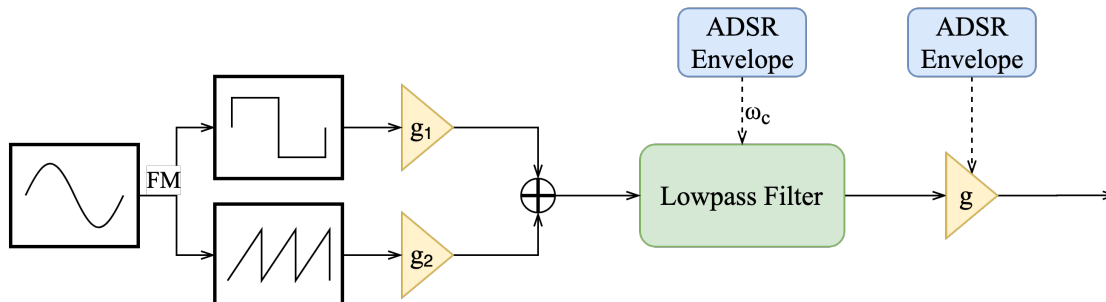 ADSR
Envelope
ADSR
Envelope
ωc
FM
g1
g2
Lowpass Filter
g